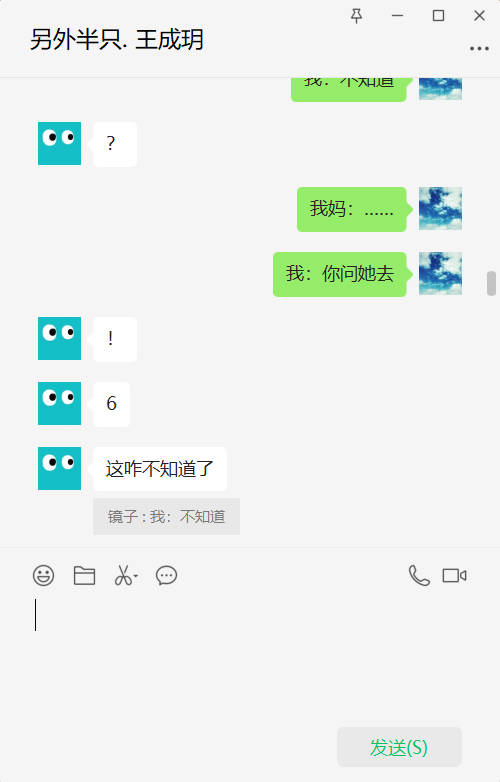 另外半只. 王成玥
我：不知道
？
我妈：......
我：你问她去
！
6
这咋不知道了
镜子 : 我：不知道
发送(S)